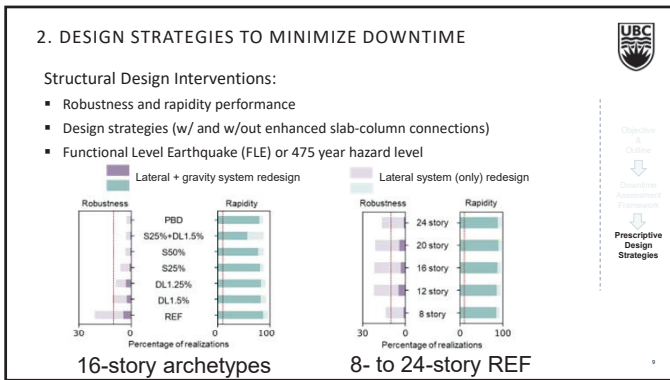 2. DESIGN STRATEGIES TO MINIMIZE DOWNTIME
UBC
Structural Design Interventions:
▪ Robustness and rapidity performance
▪ Design strategies (w/ and w/out enhanced slab-column connections)
▪ Functional Level Earthquake (FLE) or 475 year hazard level
Lateral + gravity system redesign
Robustness
Rapidity
PBD
S25%+DL1.5%
S50%
S25%
DL1.25%
DL1.5%
REF
30
0
0
100
Percentage of realizations
16-story archetypes
Lateral system (only) redesign
Robustness
Rapidity
24 story
20 story
16 story
12 story
8 story
30
0
0
100
Percentage of realizations
8- to 24-story REF
Objective
&
Outline
Downtime
Assessment
Framework
Prescriptive
Design
Strategies
9